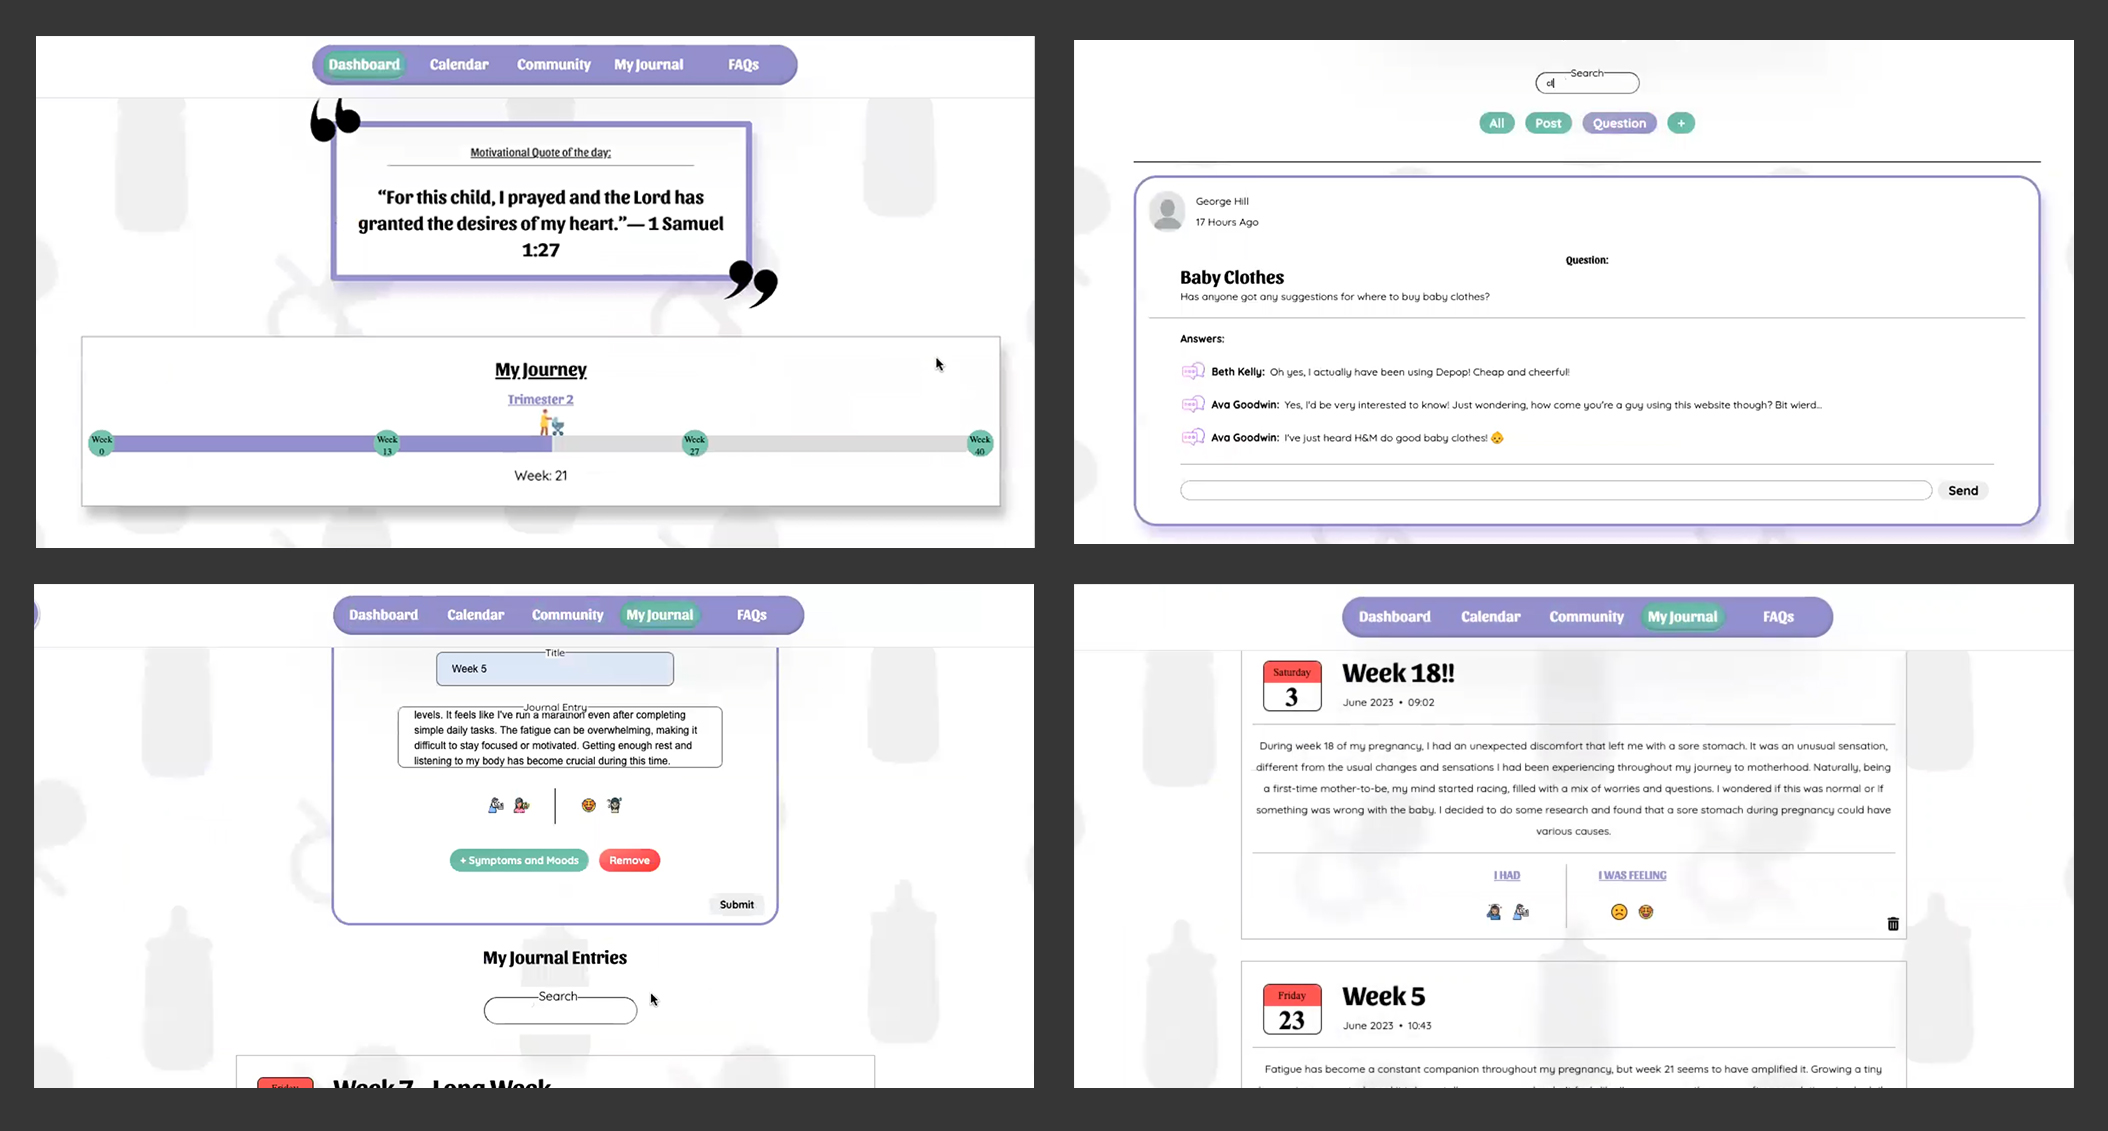 Dashboard Calendar Community My Journal FAQs
Motivational Quote of the day:
“For this child, I prayed and the Lord has
granted the desires of my heart.”— 1 Samuel
1:27
My Journey
Trimester 2
Week 0 Week 13 Week 27 Week 40
Week: 21
Search
cl
All Post Question +
George Hill
17 Hours Ago
Question:
Baby Clothes
Has anyone got any suggestions for where to buy baby clothes?
Answers:
Beth Kelly: Oh yes, I actually have been using Depop! Cheap and cheerful!
Ava Goodwin: Yes, I'd be very interested to know! Just wondering, how come you're a guy using this website though? Bit wierd...
Ava Goodwin: I've just heard H&M do good baby clothes! 👶
Send
Dashboard Calendar Community My Journal FAQs
Title
Week 5
Journal Entry
levels. It feels like I've run a marathon even after completing
simple daily tasks. The fatigue can be overwhelming, making it
difficult to stay focused or motivated. Getting enough rest and
listening to my body has become crucial during this time.
+ Symptoms and Moods Remove
Submit
My Journal Entries
Search
Friday
Week 7 - Long Week
Dashboard Calendar Community My Journal FAQs
Saturday
3
Week 18!!
June 2023 • 09:02
During week 18 of my pregnancy, I had an unexpected discomfort that left me with a sore stomach. It was an unusual sensation,
different from the usual changes and sensations I had been experiencing throughout my journey to motherhood. Naturally, being
a first-time mother-to-be, my mind started racing, filled with a mix of worries and questions. I wondered if this was normal or if
something was wrong with the baby. I decided to do some research and found that a sore stomach during pregnancy could have
various causes.
I HAD I WAS FEELING
Friday
23
Week 5
June 2023 • 10:43
Fatigue has become a constant companion throughout my pregnancy, but week 21 seems to have amplified it. Growing a tiny